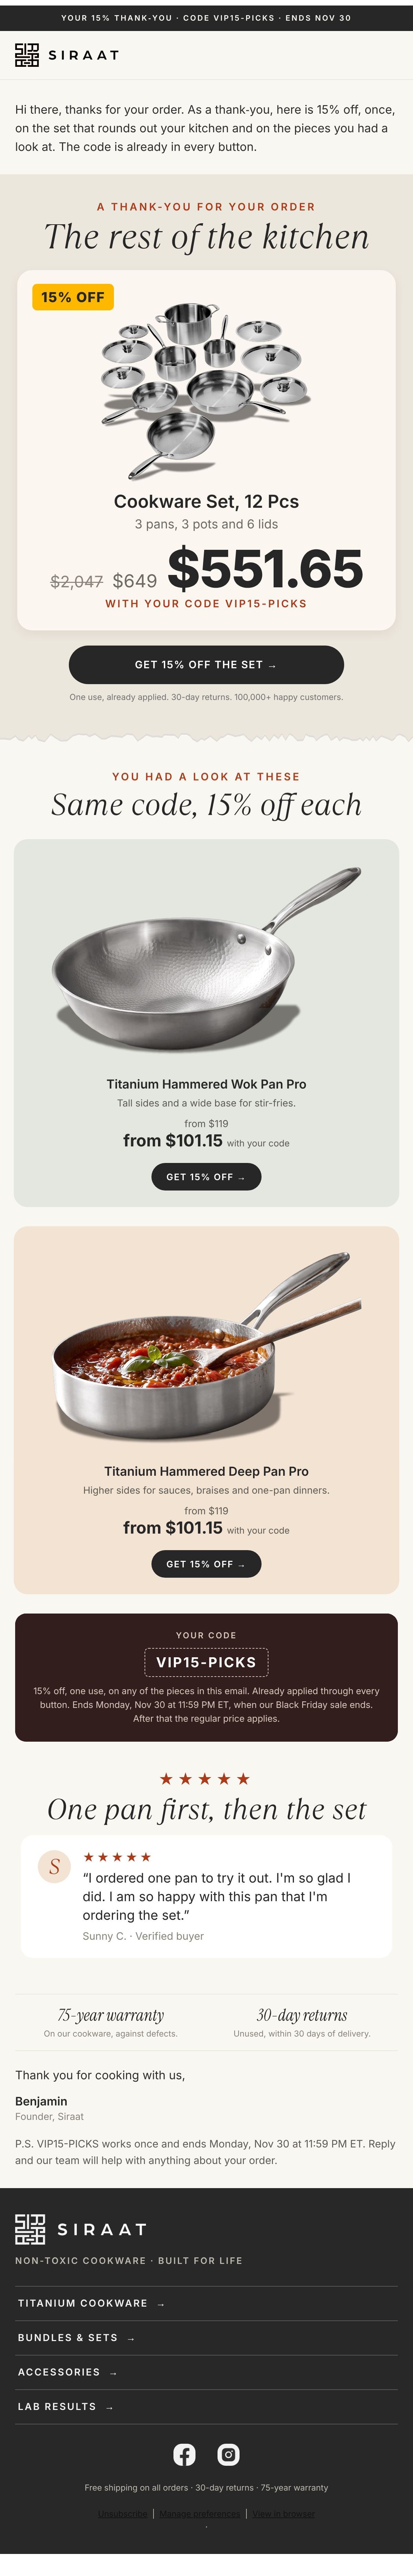 YOUR 15% THANK-YOU · CODE VIP15-PICKS · ENDS NOV 30
SIRAAT
Hi there, thanks for your order. As a thank-you, here is 15% off, once,
on the set that rounds out your kitchen and on the pieces you had a
look at. The code is already in every button.
A THANK-YOU FOR YOUR ORDER
The rest of the kitchen
15% OFF
Cookware Set, 12 Pcs
3 pans, 3 pots and 6 lids
$2,047 $649 $551.65
WITH YOUR CODE VIP15-PICKS
GET 15% OFF THE SET →
One use, already applied. 30-day returns. 100,000+ happy customers.
YOU HAD A LOOK AT THESE
Same code, 15% off each
Titanium Hammered Wok Pan Pro
Tall sides and a wide base for stir-fries.
from $119
from $101.15 with your code
GET 15% OFF →
Titanium Hammered Deep Pan Pro
Higher sides for sauces, braises and one-pan dinners.
from $119
from $101.15 with your code
GET 15% OFF →
YOUR CODE
VIP15-PICKS
15% off, one use, on any of the pieces in this email. Already applied through every
button. Ends Monday, Nov 30 at 11:59 PM ET, when our Black Friday sale ends.
After that the regular price applies.
★★★★★
One pan first, then the set
S
★★★★★
“I ordered one pan to try it out. I'm so glad I
did. I am so happy with this pan that I'm
ordering the set.”
Sunny C. · Verified buyer
75-year warranty
On our cookware, against defects.
30-day returns
Unused, within 30 days of delivery.
Thank you for cooking with us,
Benjamin
Founder, Siraat
P.S. VIP15-PICKS works once and ends Monday, Nov 30 at 11:59 PM ET. Reply
and our team will help with anything about your order.
SIRAAT
NON-TOXIC COOKWARE · BUILT FOR LIFE
TITANIUM COOKWARE →
BUNDLES & SETS →
ACCESSORIES →
LAB RESULTS →
Free shipping on all orders · 30-day returns · 75-year warranty
Unsubscribe | Manage preferences | View in browser
.